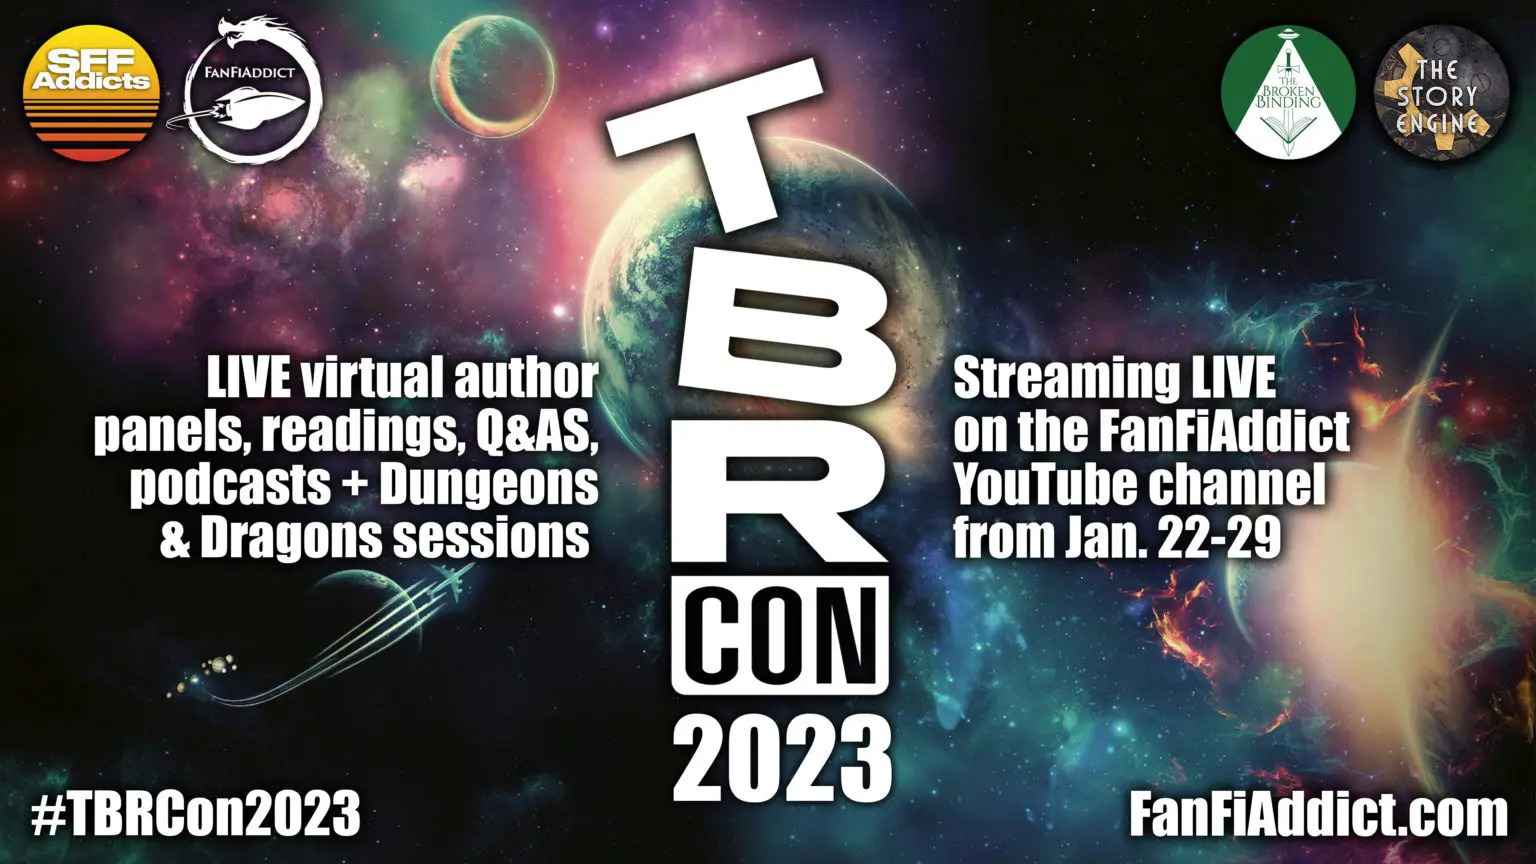 SFF
Addicts
FANFIADDICT
THE
BROKEN
BINDING
THE
STORY
ENGINE
TBR
CON
2023
LIVE virtual author
panels, readings, Q&AS,
podcasts + Dungeons
& Dragons sessions
Streaming LIVE
on the FanFiAddict
YouTube channel
from Jan. 22-29
#TBRCon2023
FanFiAddict.com